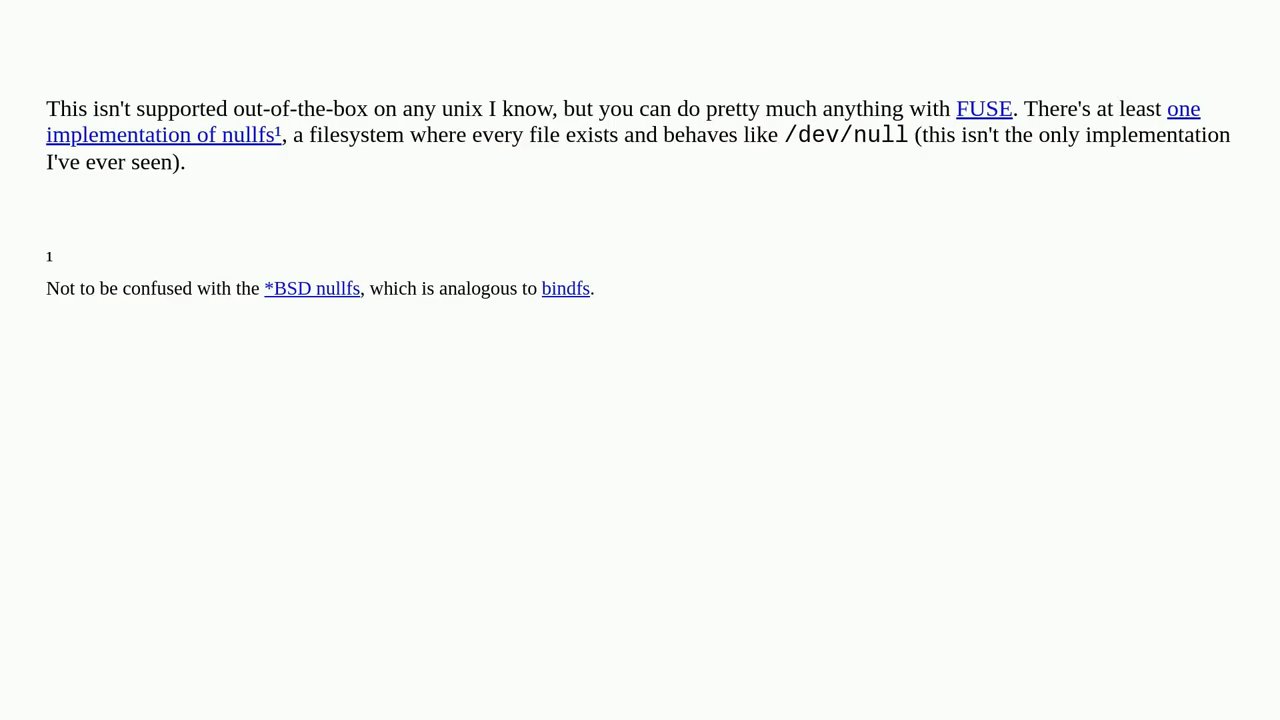 This isn't supported out-of-the-box on any unix I know, but you can do pretty much anything with FUSE. There's at least one
implementation of nullfs¹, a filesystem where every file exists and behaves like /dev/null (this isn't the only implementation
I've ever seen).
1
Not to be confused with the *BSD nullfs, which is analogous to bindfs.